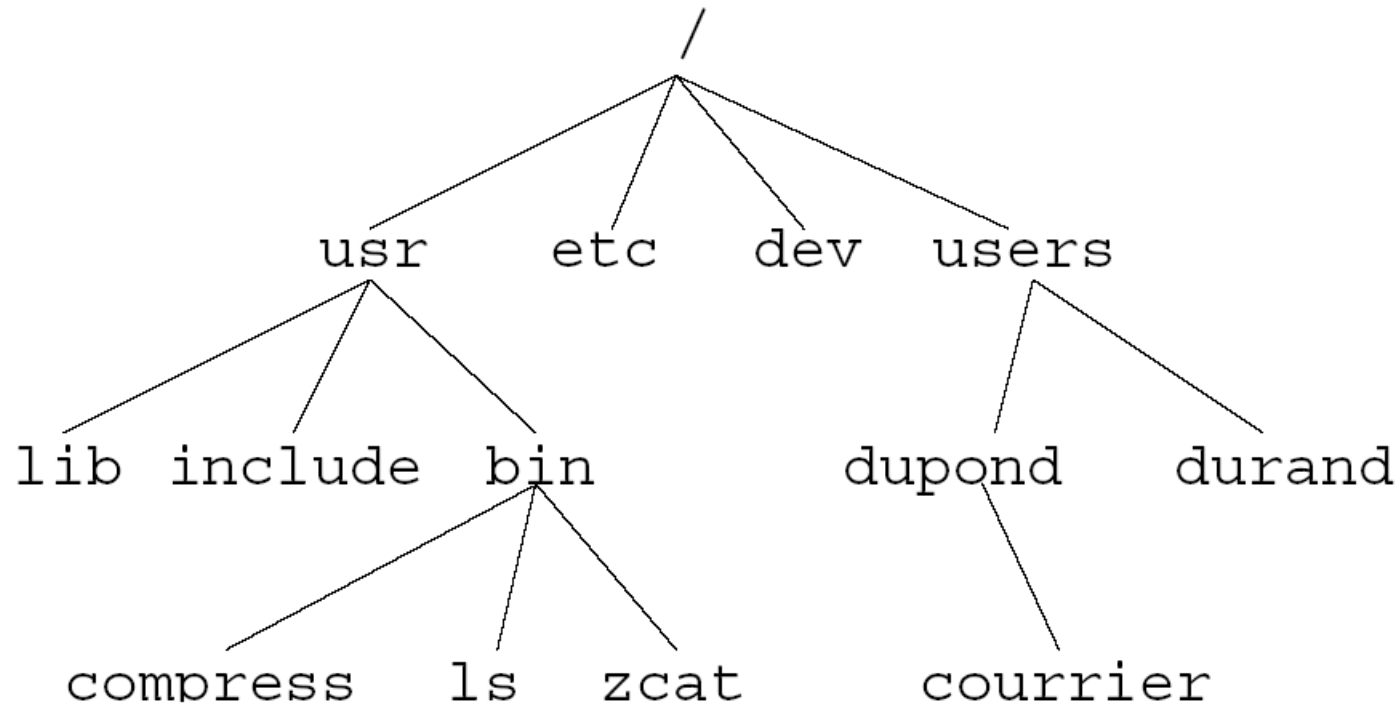 /
usr etc dev users
lib include bin dupond durand
compress ls zcat courrier